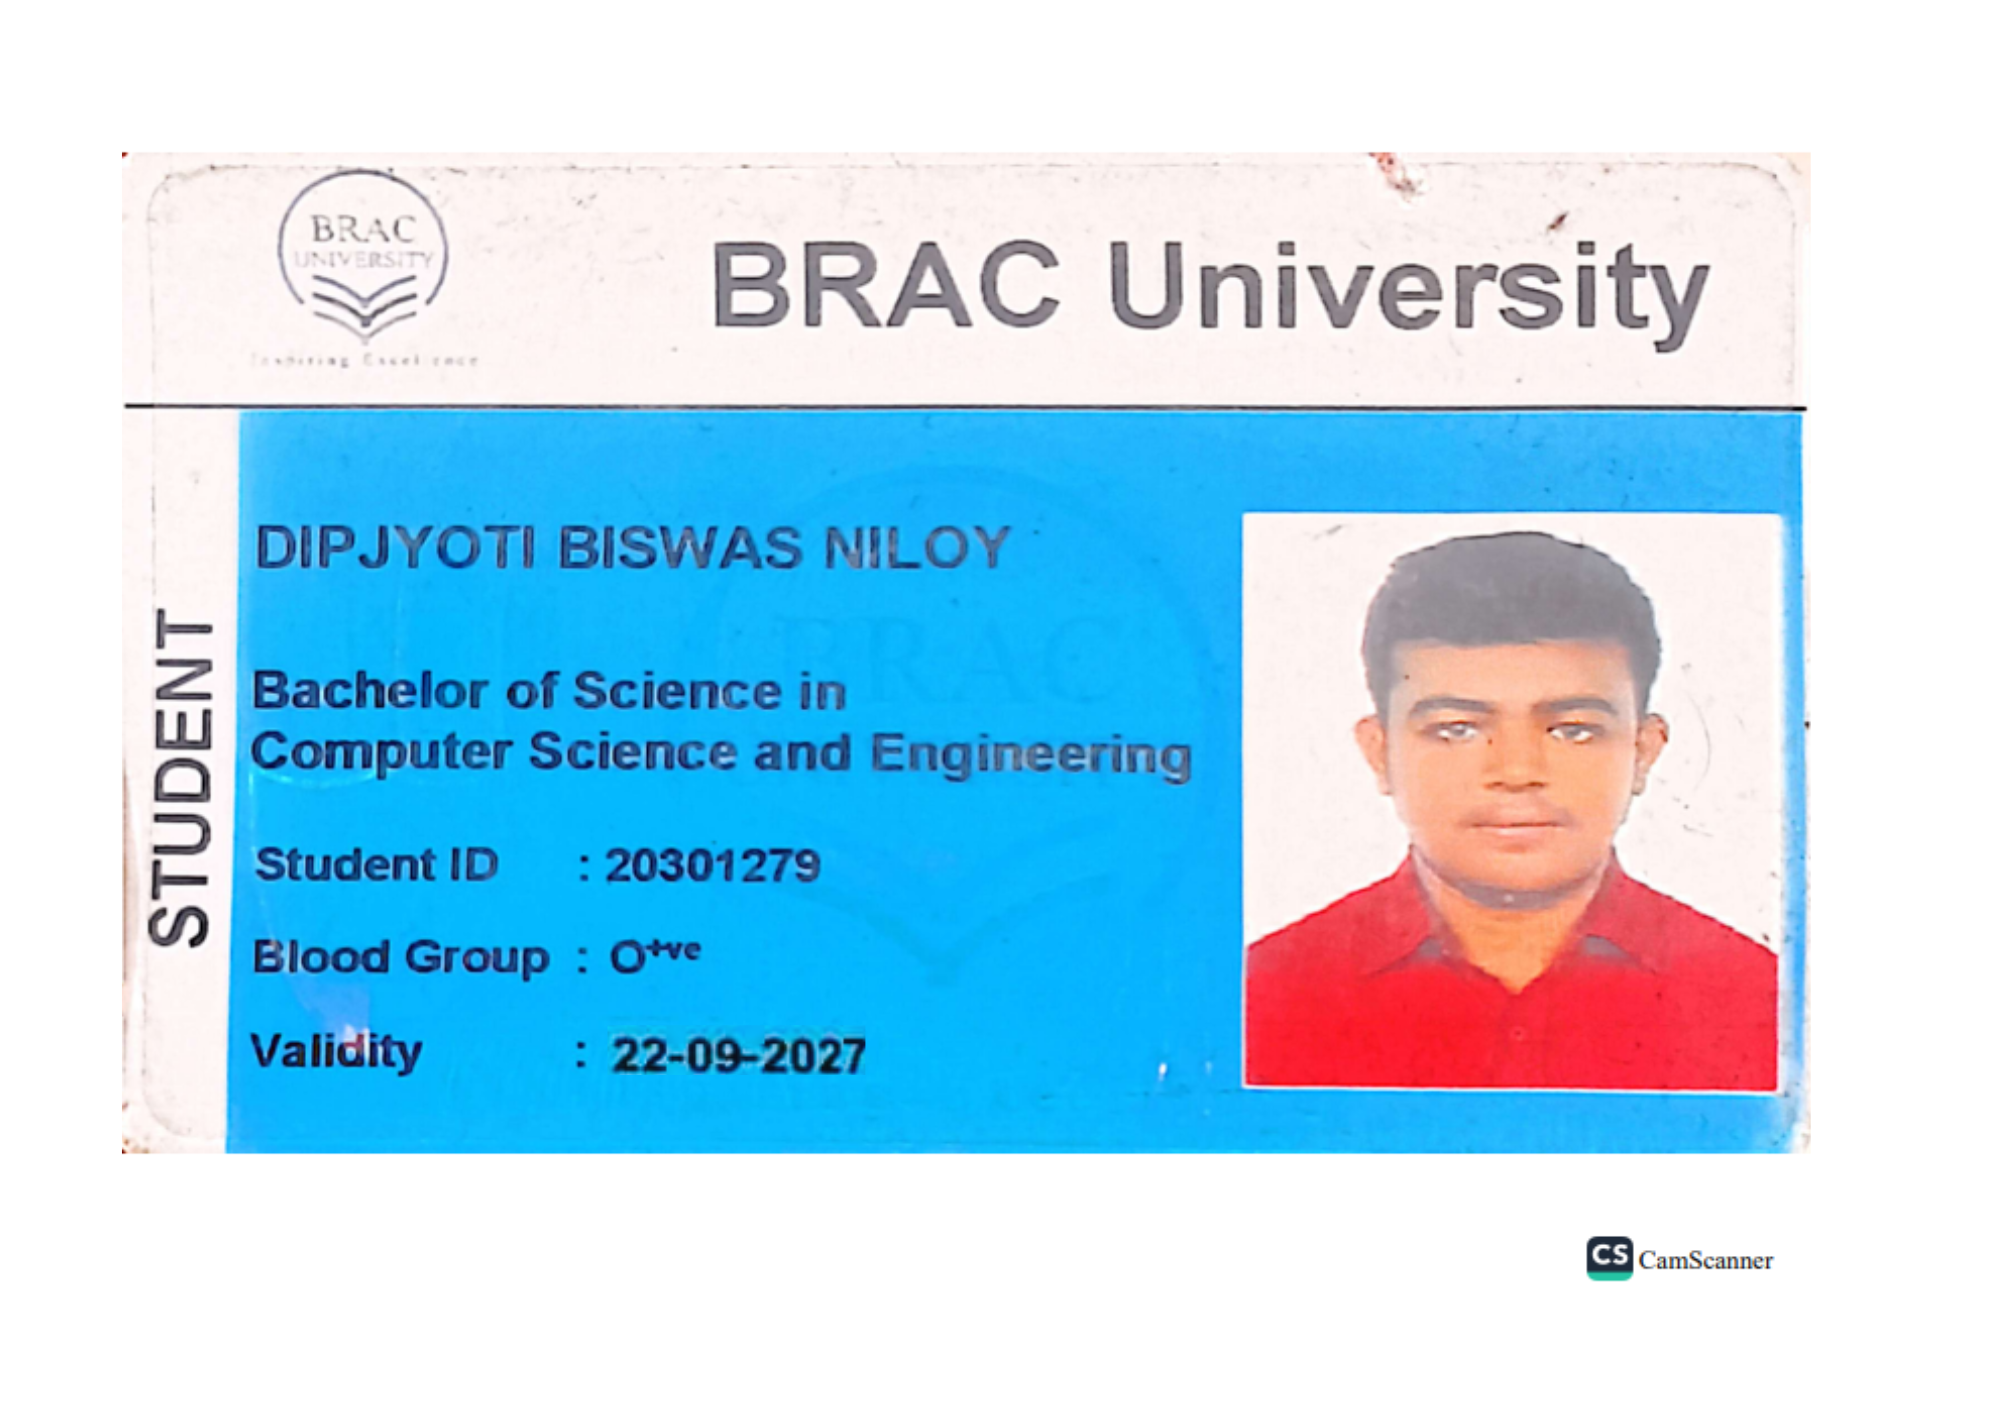 BRAC
UNIVERSITY
Inspiring Excellence
BRAC University
STUDENT
DIPJYOTI BISWAS NILOY
BRAC
Bachelor of Science in
Computer Science and Engineering
Student ID : 20301279
Blood Group : O+ve
Validity : 22-09-2027
CS CamScanner